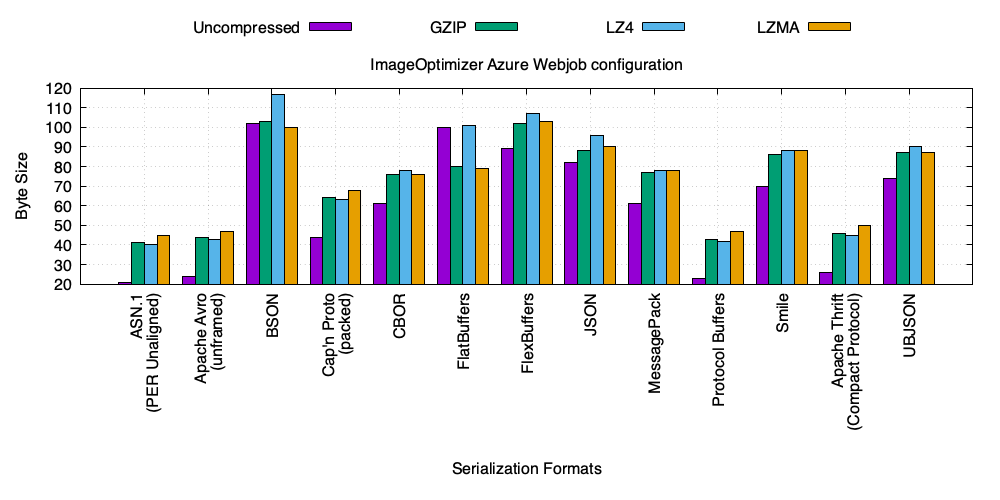 Uncompressed GZIP LZ4 LZMA
ImageOptimizer Azure Webjob configuration
Byte Size
120
110
100
90
80
70
60
50
40
30
20
ASN.1
(PER Unaligned)
Apache Avro
(unframed)
BSON
Cap'n Proto
(packed)
CBOR
FlatBuffers
FlexBuffers
JSON
MessagePack
Protocol Buffers
Smile
Apache Thrift
(Compact Protocol)
UBJSON
Serialization Formats